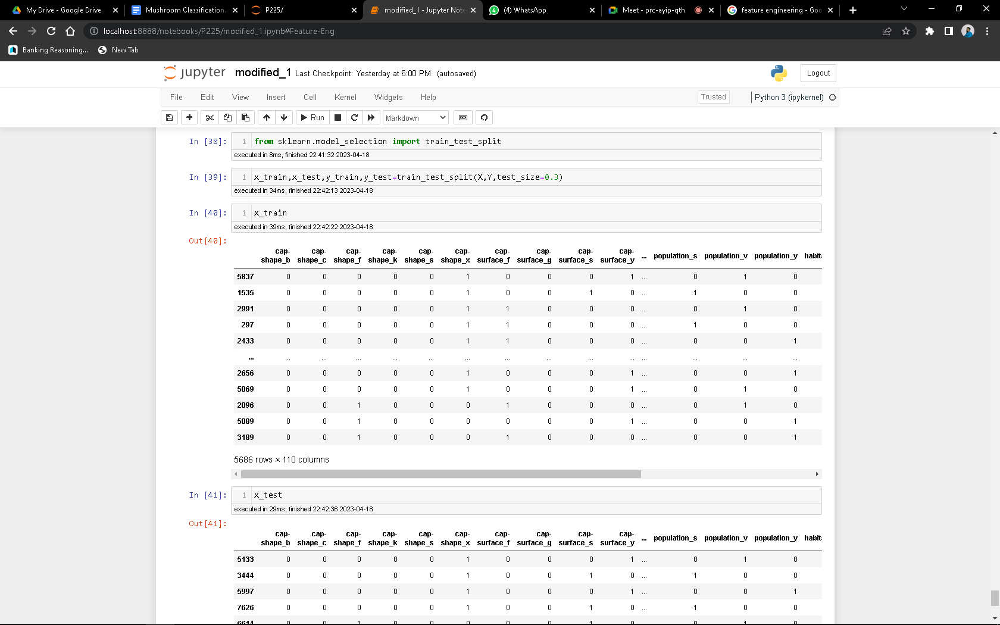 My Drive - Google Drive
Mushroom Classification
P225/
modified_1 - Jupyter Note
(4) WhatsApp
Meet - prc-ayip-qth
feature engineering - Goo
localhost:8888/notebooks/P225/modified_1.ipynb#Feature-Eng
Banking Reasoning...
New Tab
jupyter modified_1 Last Checkpoint: Yesterday at 6:00 PM (autosaved)
Logout
File Edit View Insert Cell Kernel Widgets Help
Trusted
Python 3 (ipykernel)
Run
Markdown
In [38]: 1 from sklearn.model_selection import train_test_split
executed in 8ms, finished 22:41:32 2023-04-18
In [39]: 1 x_train,x_test,y_train,y_test=train_test_split(X,Y,test_size=0.3)
executed in 34ms, finished 22:42:13 2023-04-18
In [40]: 1 x_train
executed in 39ms, finished 22:42:22 2023-04-18
Out[40]:
cap- cap- cap- cap- cap- cap- cap- cap- cap- cap-
shape_b shape_c shape_f shape_k shape_s shape_x surface_f surface_g surface_s surface_y ... population_s population_v population_y habit
5837 0 0 0 0 0 1 0 0 0 1 ... 0 1 0
1535 0 0 0 0 0 1 0 0 1 0 ... 1 0 0
2991 0 0 0 0 0 1 1 0 0 0 ... 0 1 0
297 0 0 0 0 0 1 1 0 0 0 ... 1 0 0
2433 0 0 0 0 0 1 1 0 0 0 ... 0 0 1
... ... ... ... ... ... ... ... ... ... ... ... ... ... ...
2656 0 0 0 0 0 1 0 0 0 1 ... 0 0 1
5869 0 0 0 0 0 1 0 0 0 1 ... 0 1 0
2096 0 0 1 0 0 0 1 0 0 0 ... 0 1 0
5089 0 0 1 0 0 0 0 0 0 1 ... 0 0 1
3189 0 0 1 0 0 0 1 0 0 0 ... 0 0 1
5686 rows × 110 columns
In [41]: 1 x_test
executed in 29ms, finished 22:42:36 2023-04-18
Out[41]:
cap- cap- cap- cap- cap- cap- cap- cap- cap- cap-
shape_b shape_c shape_f shape_k shape_s shape_x surface_f surface_g surface_s surface_y ... population_s population_v population_y habit
5133 0 0 0 0 0 1 0 0 0 1 ... 0 1 0
3444 0 0 0 0 0 1 0 0 1 0 ... 1 0 0
5997 0 0 0 0 0 1 0 0 0 1 ... 0 0 1
7626 0 0 0 0 0 1 0 0 1 0 ... 1 0 0
6614 0 0 1 0 0 0 0 0 1 0 ... 0 1 0